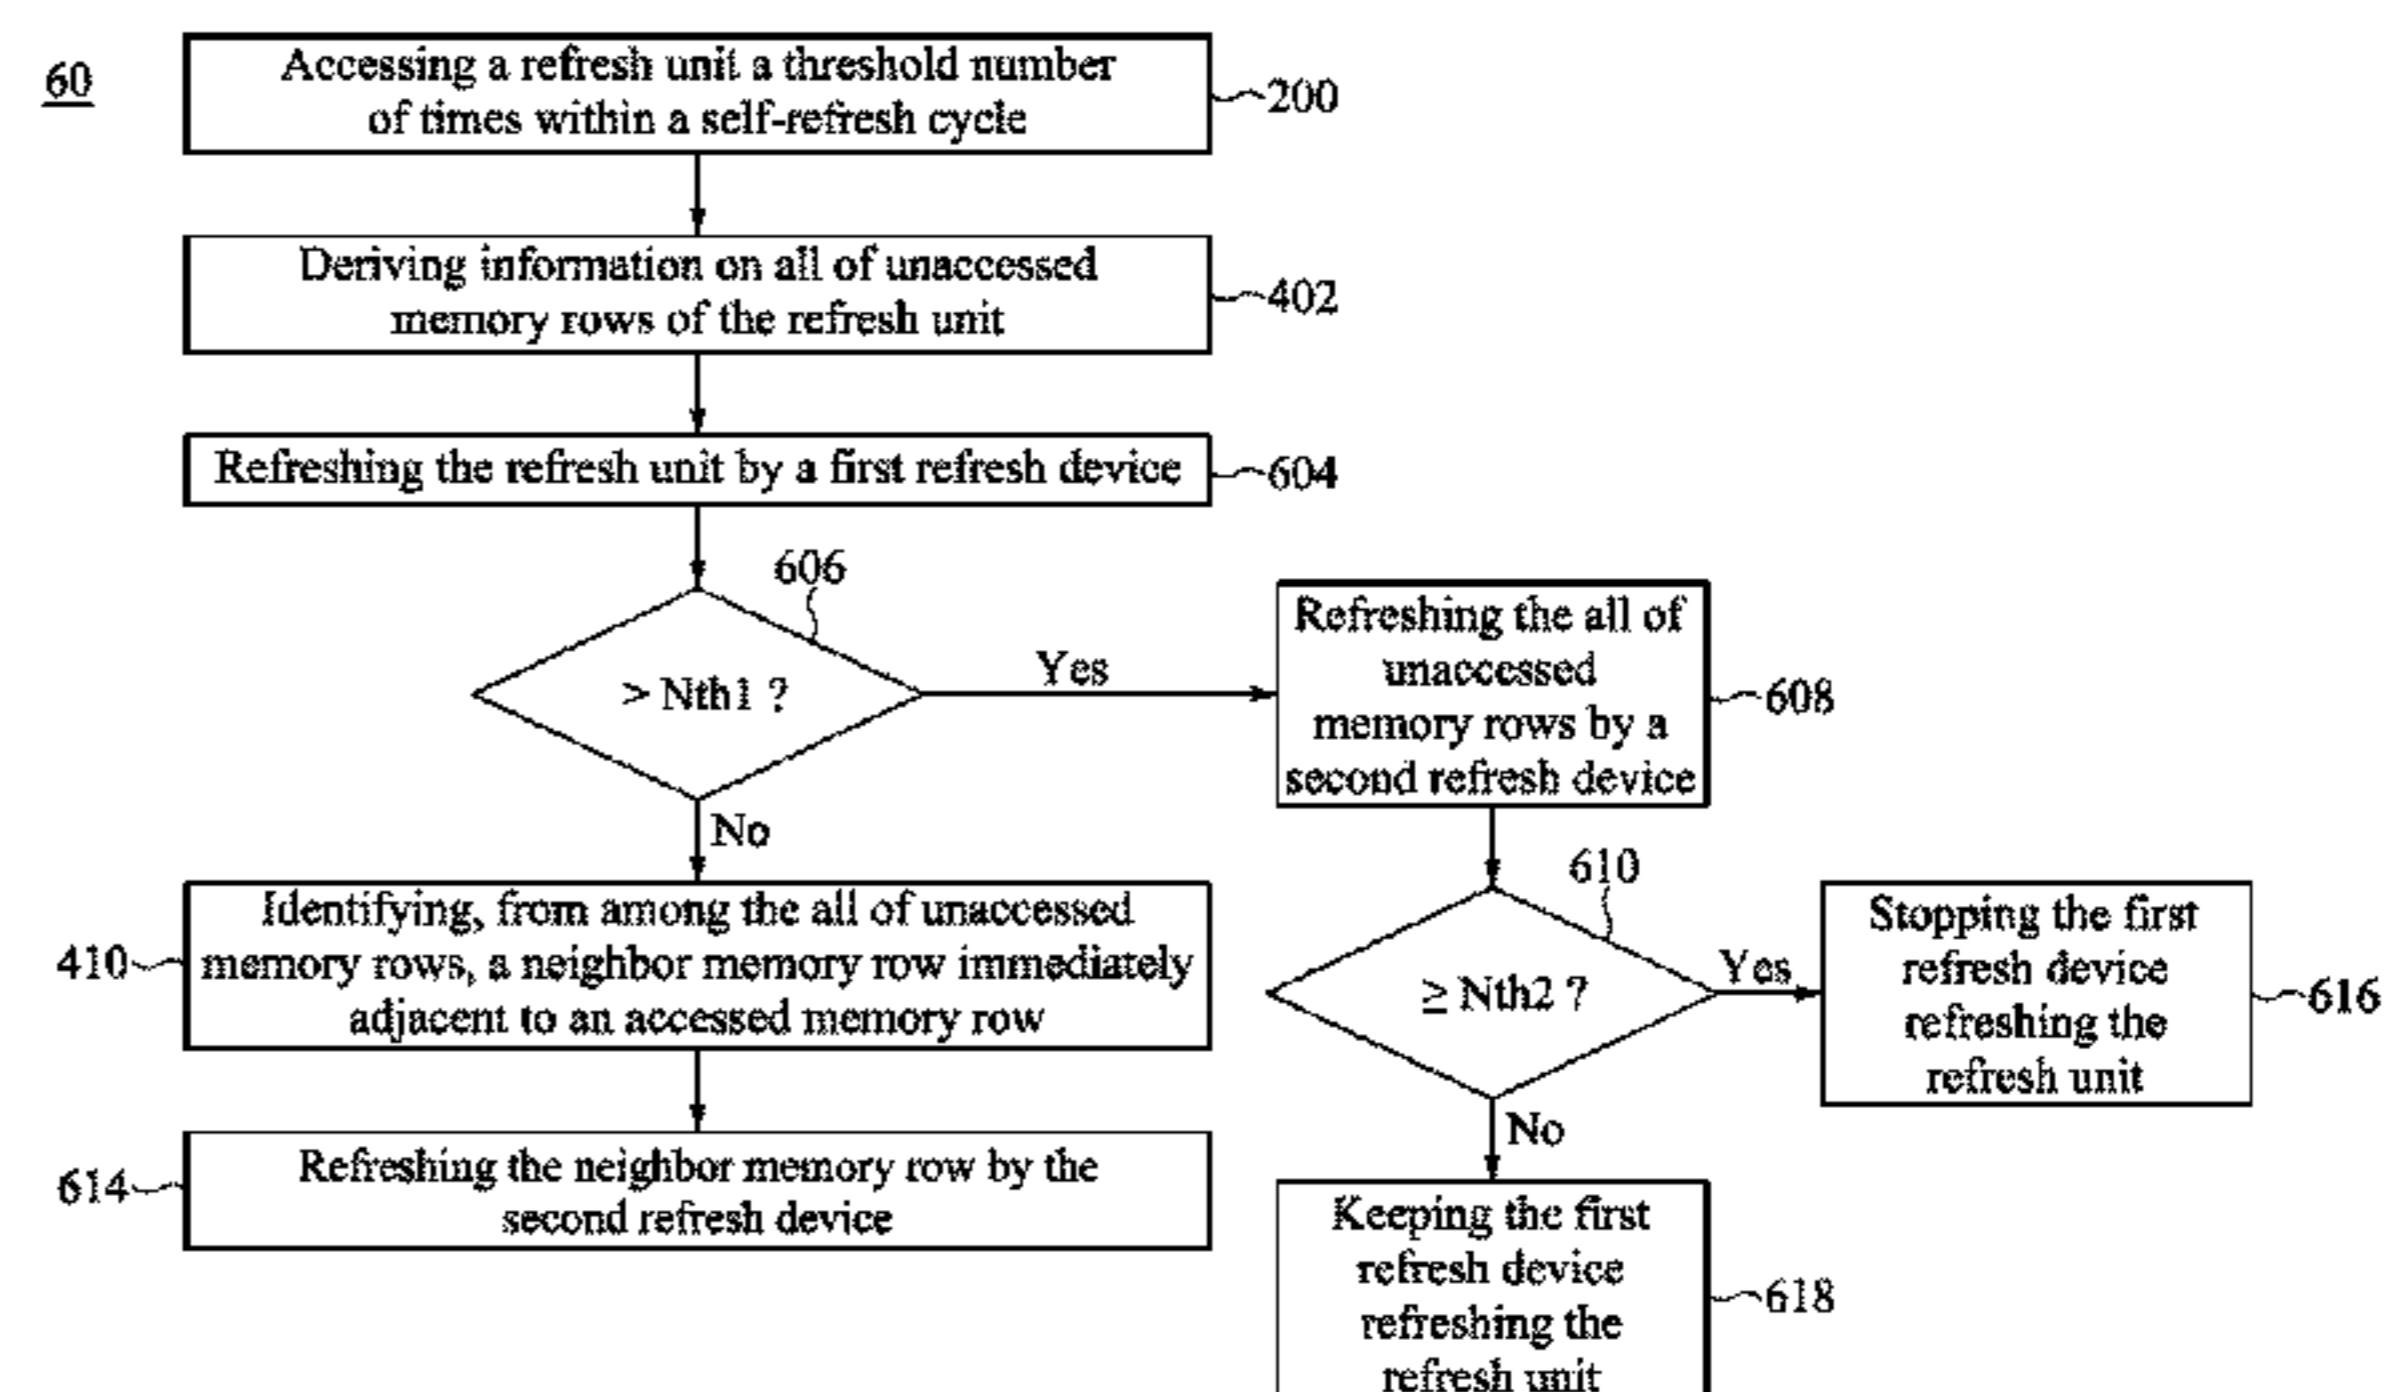 60
Accessing a refresh unit a threshold number
of times within a self-refresh cycle
200
Deriving information on all of unaccessed
memory rows of the refresh unit
402
Refreshing the refresh unit by a first refresh device
604
606
> Nth1 ?
Yes
No
Refreshing the all of
unaccessed
memory rows by a
second refresh device
608
610
≥ Nth2 ?
Yes
No
Stopping the first
refresh device
refreshing the
refresh unit
616
410
Identifying, from among the all of unaccessed
memory rows, a neighbor memory row immediately
adjacent to an accessed memory row
614
Refreshing the neighbor memory row by the
second refresh device
Keeping the first
refresh device
refreshing the
refresh unit
618